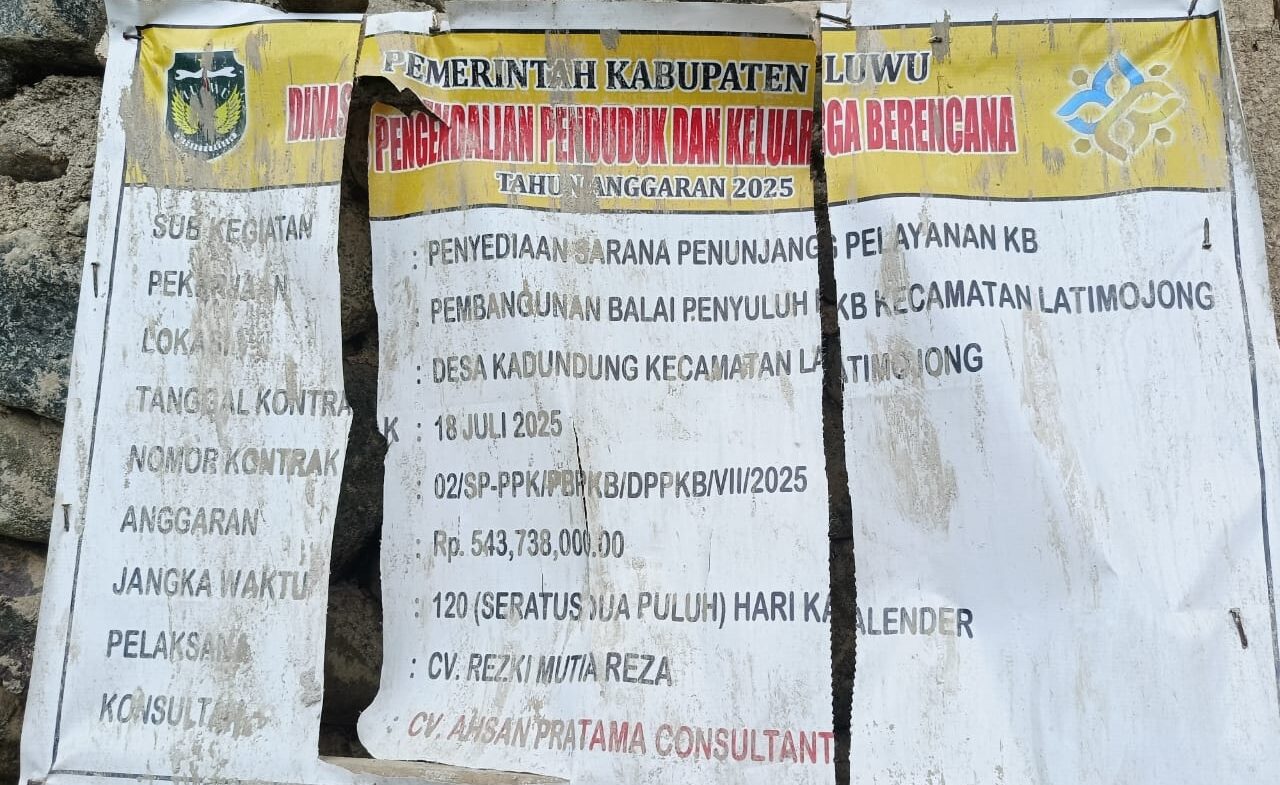 PEMERINTAH KABUPATEN LUWU
DINAS PENGENDALIAN PENDUDUK DAN KELUARGA BERENCANA
TAHUN ANGGARAN 2025
SUB KEGIATAN : PENYEDIAAN SARANA PENUNJANG PELAYANAN KB
PEKERJAAN : PEMBANGUNAN BALAI PENYULUH KB KECAMATAN LATIMOJONG
LOKASI : DESA KADUNDUNG KECAMATAN LATIMOJONG
TANGGAL KONTRAK : 18 JULI 2025
NOMOR KONTRAK : 02/SP-PPK/PBPKB/DPPKB/VII/2025
ANGGARAN : Rp. 543,738,000.00
JANGKA WAKTU : 120 (SERATUS DUA PULUH) HARI KALENDER
PELAKSANA : CV. REZKI MUTIA REZA
KONSULTAN : CV. AHSAN PRATAMA CONSULTANT